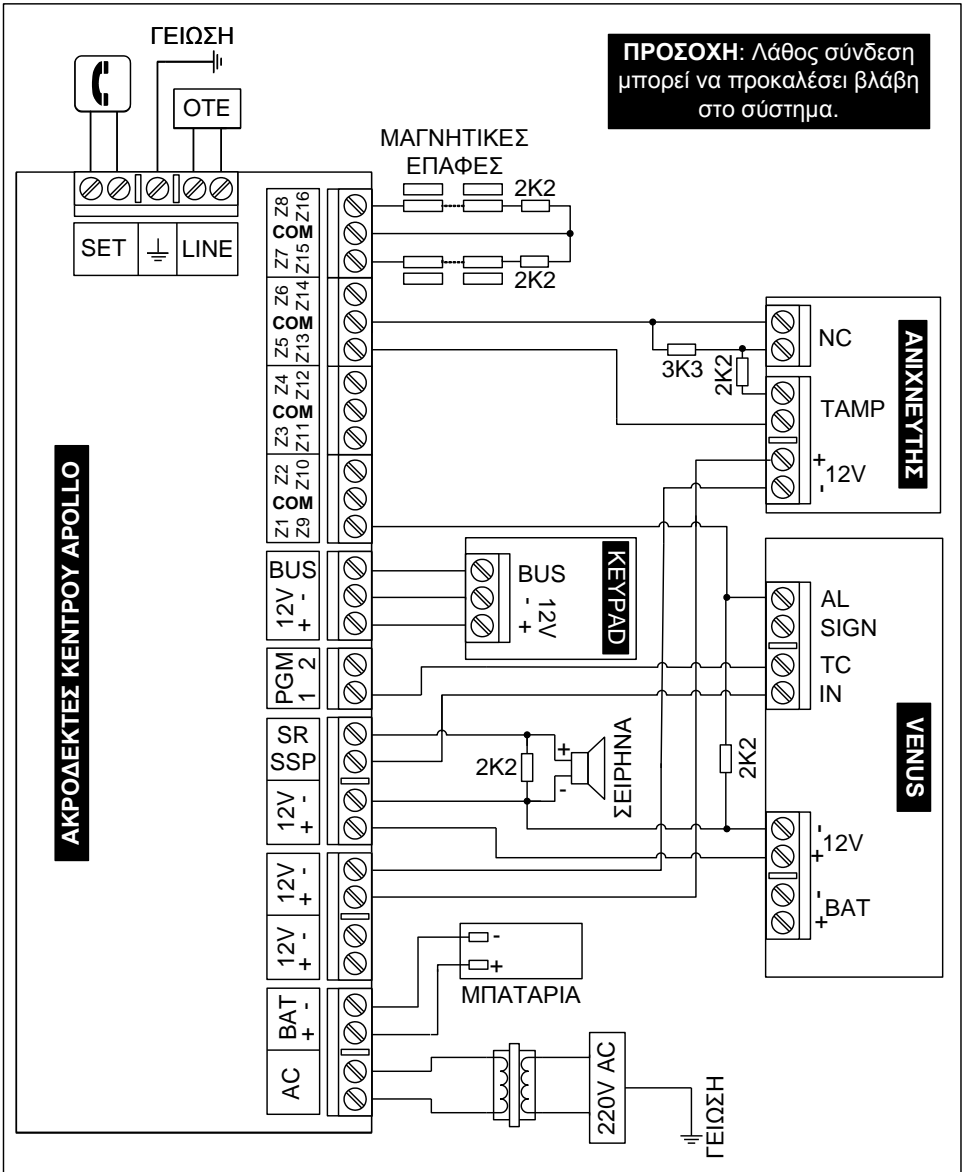 ΓΕΙΩΣΗ
ΠΡΟΣΟΧΗ: Λάθος σύνδεση
μπορεί να προκαλέσει βλάβη
στο σύστημα.
OTE
SET
LINE
ΜΑΓΝΗΤΙΚΕΣ
ΕΠΑΦΕΣ
2K2
2K2
Z8 Z16
COM
Z7 Z15
Z6 Z14
COM
Z5 Z13
Z4 Z12
COM
Z3 Z11
Z2 Z10
COM
Z1 Z9
3K3
2K2
NC
TAMP
+
12V
-
ΑΝΙΧΝΕΥΤΗΣ
ΑΚΡΟΔΕΚΤΕΣ ΚΕΝΤΡΟΥ APOLLO
BUS
12V
-
+
BUS
-
+
12V
KEYPAD
PGM
1 2
SR
SSP
12V
+ -
2K2
+
-
ΣΕΙΡΗΝΑ
AL
SIGN
TC
IN
2K2
VENUS
-
12V
+
-
BAT
+
12V
+ -
12V
+ -
BAT
+ -
AC
-
+
ΜΠΑΤΑΡΙΑ
220V AC
ΓΕΙΩΣΗ